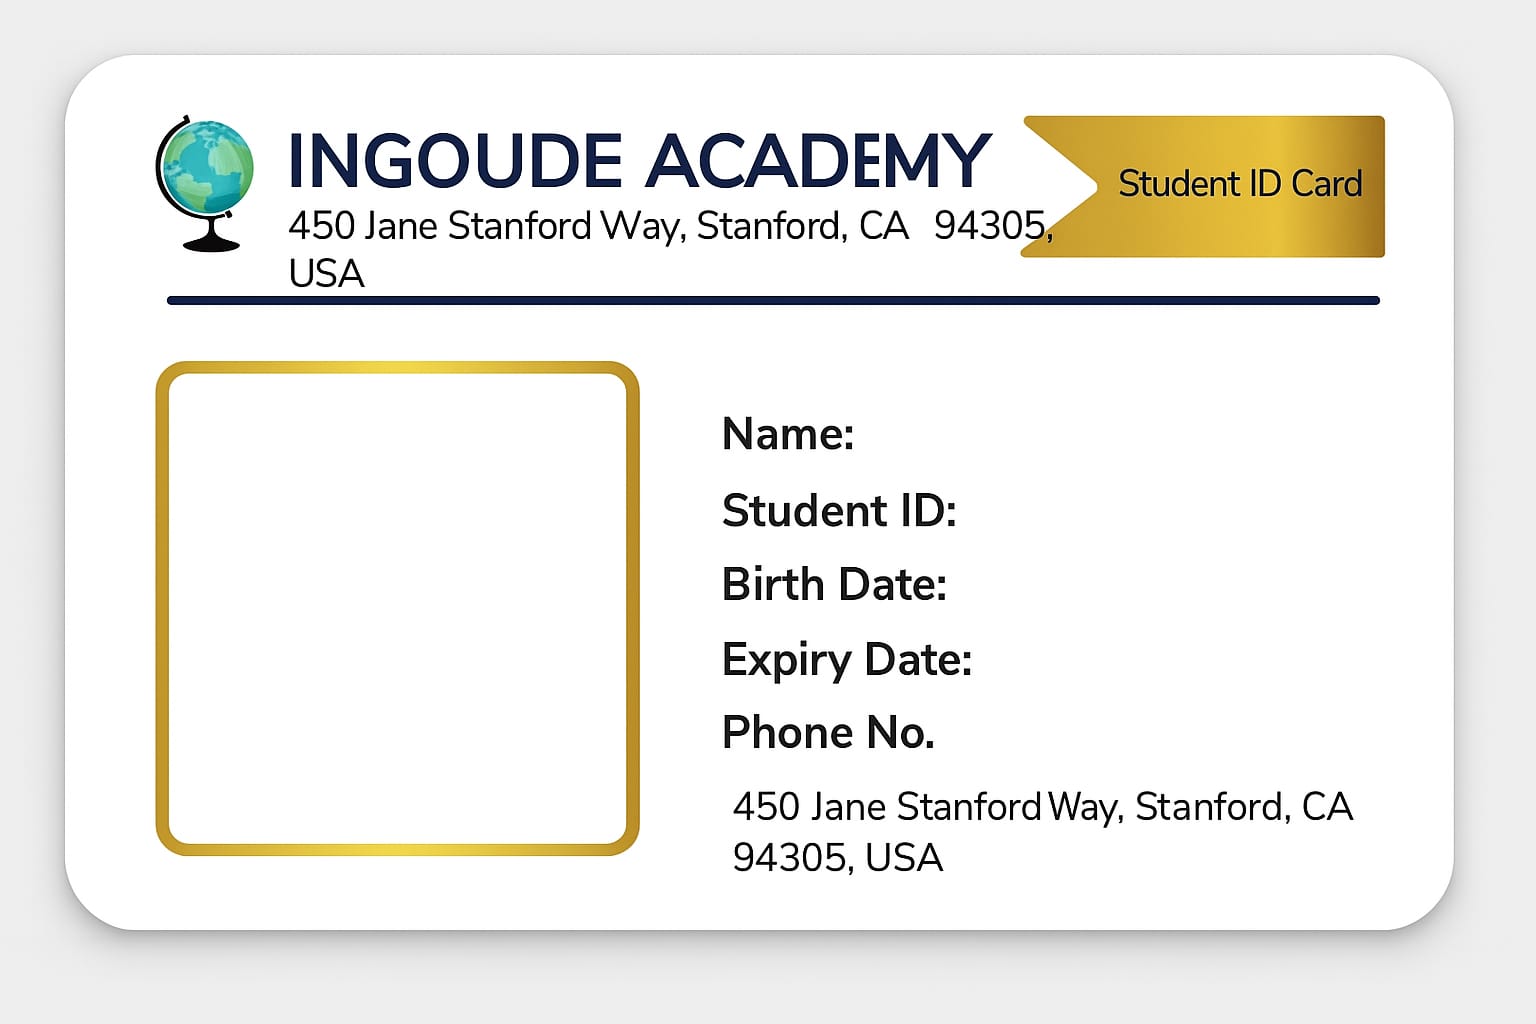 INGOUDE ACADEMY
450 Jane Stanford Way, Stanford, CA 94305,
USA
Student ID Card
Name:
Student ID:
Birth Date:
Expiry Date:
Phone No.
450 Jane Stanford Way, Stanford, CA
94305, USA